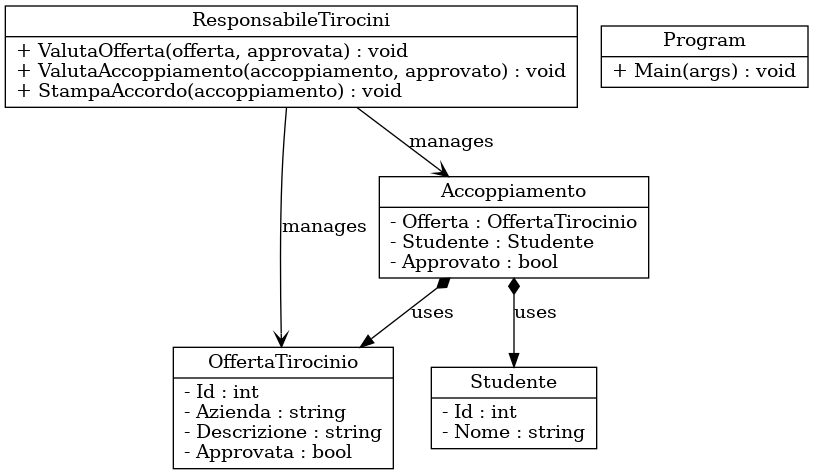 ResponsabileTirocini
+ ValutaOfferta(offerta, approvata) : void
+ ValutaAccoppiamento(accoppiamento, approvato) : void
+ StampaAccordo(accoppiamento) : void
Program
+ Main(args) : void
manages
manages
Accoppiamento
- Offerta : OffertaTirocinio
- Studente : Studente
- Approvato : bool
uses
uses
OffertaTirocinio
- Id : int
- Azienda : string
- Descrizione : string
- Approvata : bool
Studente
- Id : int
- Nome : string